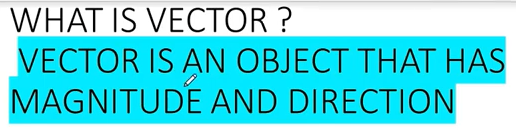 WHAT IS VECTOR ?
VECTOR IS AN OBJECT THAT HAS
MAGNITUDE AND DIRECTION